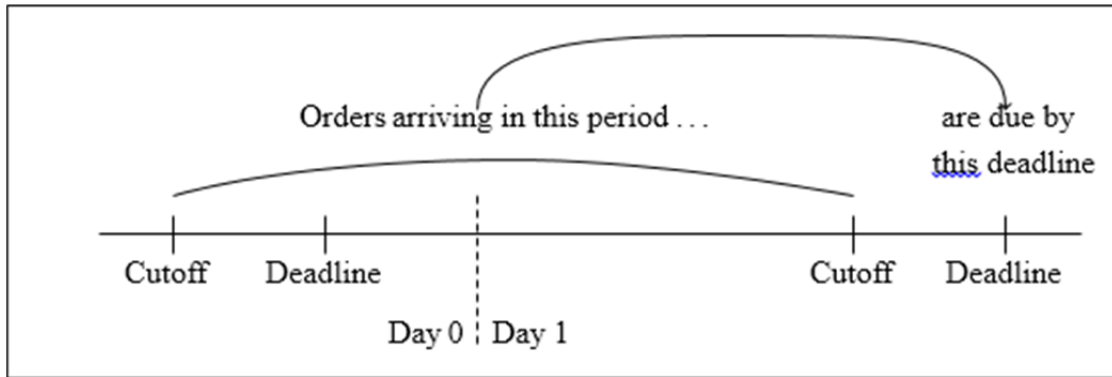 Orders arriving in this period . . .
are due by
this deadline
Cutoff
Deadline
Cutoff
Deadline
Day 0
Day 1